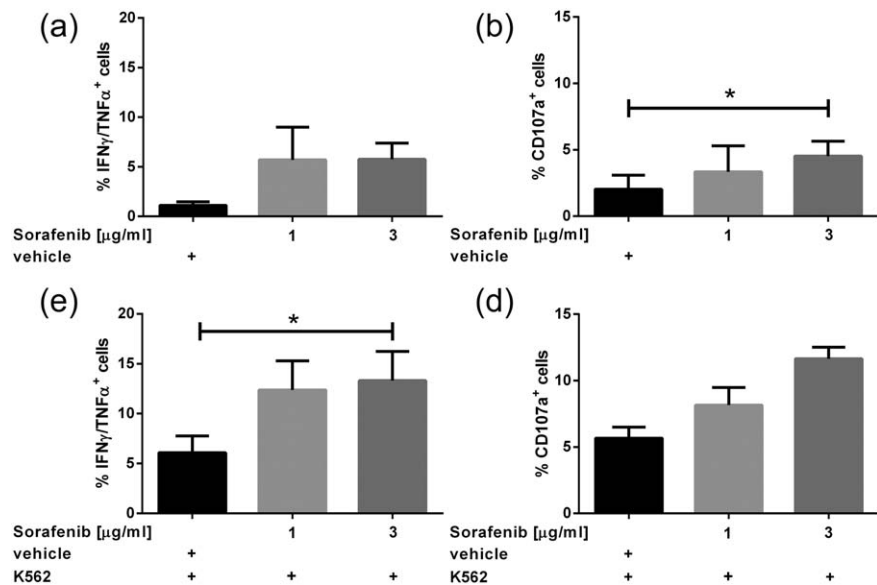 (a)
% IFNγ/TNFα⁺ cells
20
15
10
5
0
Sorafenib [μg/ml] 1 3
vehicle +
(b)
% CD107a⁺ cells
15
10
5
0
*
Sorafenib [μg/ml] 1 3
vehicle +
(e)
% IFNγ/TNFα⁺ cells
20
15
10
5
0
*
Sorafenib [μg/ml] 1 3
vehicle +
K562 + + +
(d)
% CD107a⁺ cells
15
10
5
0
Sorafenib [μg/ml] 1 3
vehicle +
K562 + + +